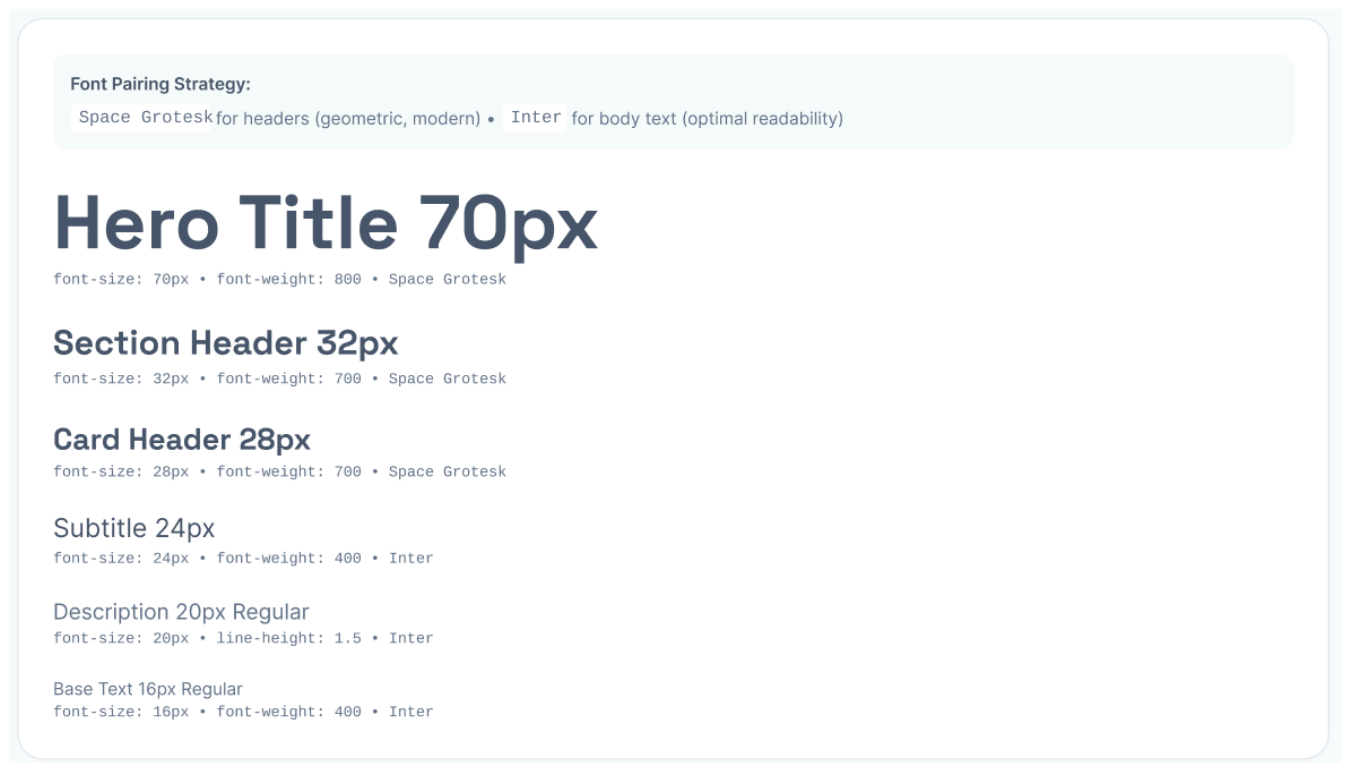 Font Pairing Strategy:
Space Grotesk for headers (geometric, modern) • Inter for body text (optimal readability)
Hero Title 70px
font-size: 70px • font-weight: 800 • Space Grotesk
Section Header 32px
font-size: 32px • font-weight: 700 • Space Grotesk
Card Header 28px
font-size: 28px • font-weight: 700 • Space Grotesk
Subtitle 24px
font-size: 24px • font-weight: 400 • Inter
Description 20px Regular
font-size: 20px • line-height: 1.5 • Inter
Base Text 16px Regular
font-size: 16px • font-weight: 400 • Inter